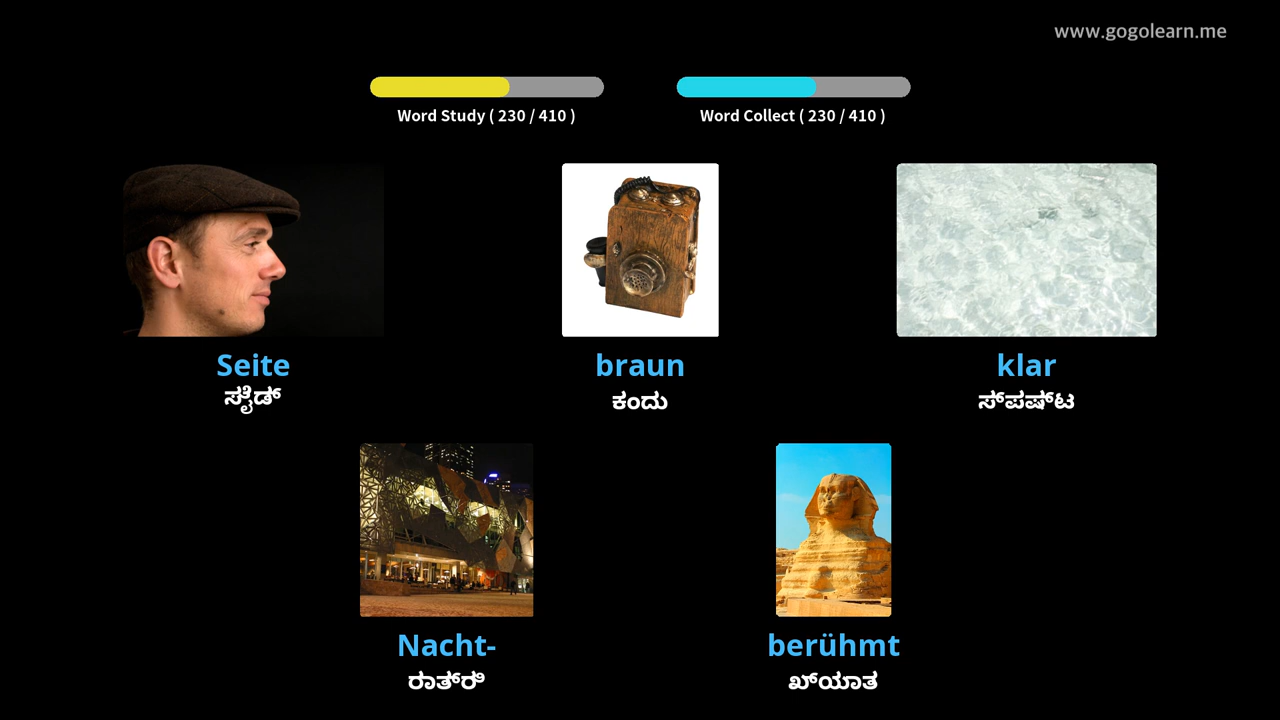 www.gogolearn.me
Word Study ( 230 / 410 )
Word Collect ( 230 / 410 )
Seite
ಸೈಡ್
braun
ಕಂದು
klar
ಸ್ಪಷ್ಟ
Nacht-
ರಾತ್ರಿ
berühmt
ಖ್ಯಾತ